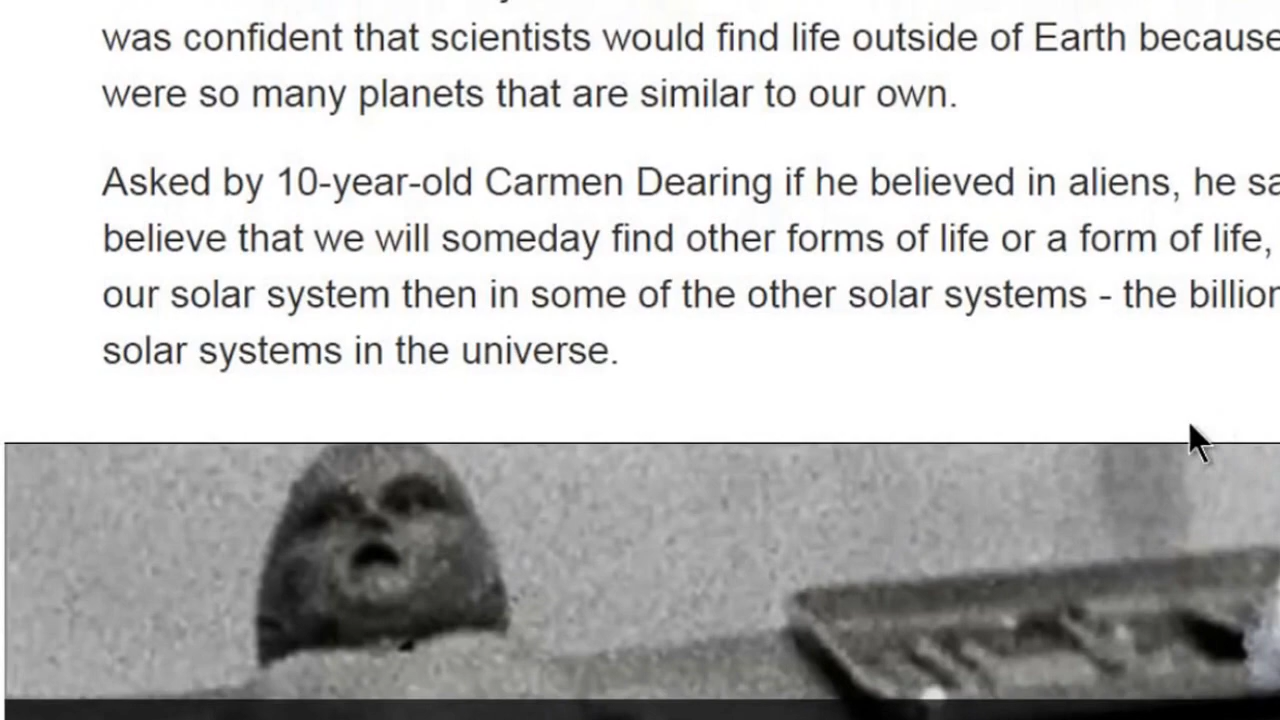 was confident that scientists would find life outside of Earth because
were so many planets that are similar to our own.
Asked by 10-year-old Carmen Dearing if he believed in aliens, he sa
believe that we will someday find other forms of life or a form of life,
our solar system then in some of the other solar systems - the billion
solar systems in the universe.